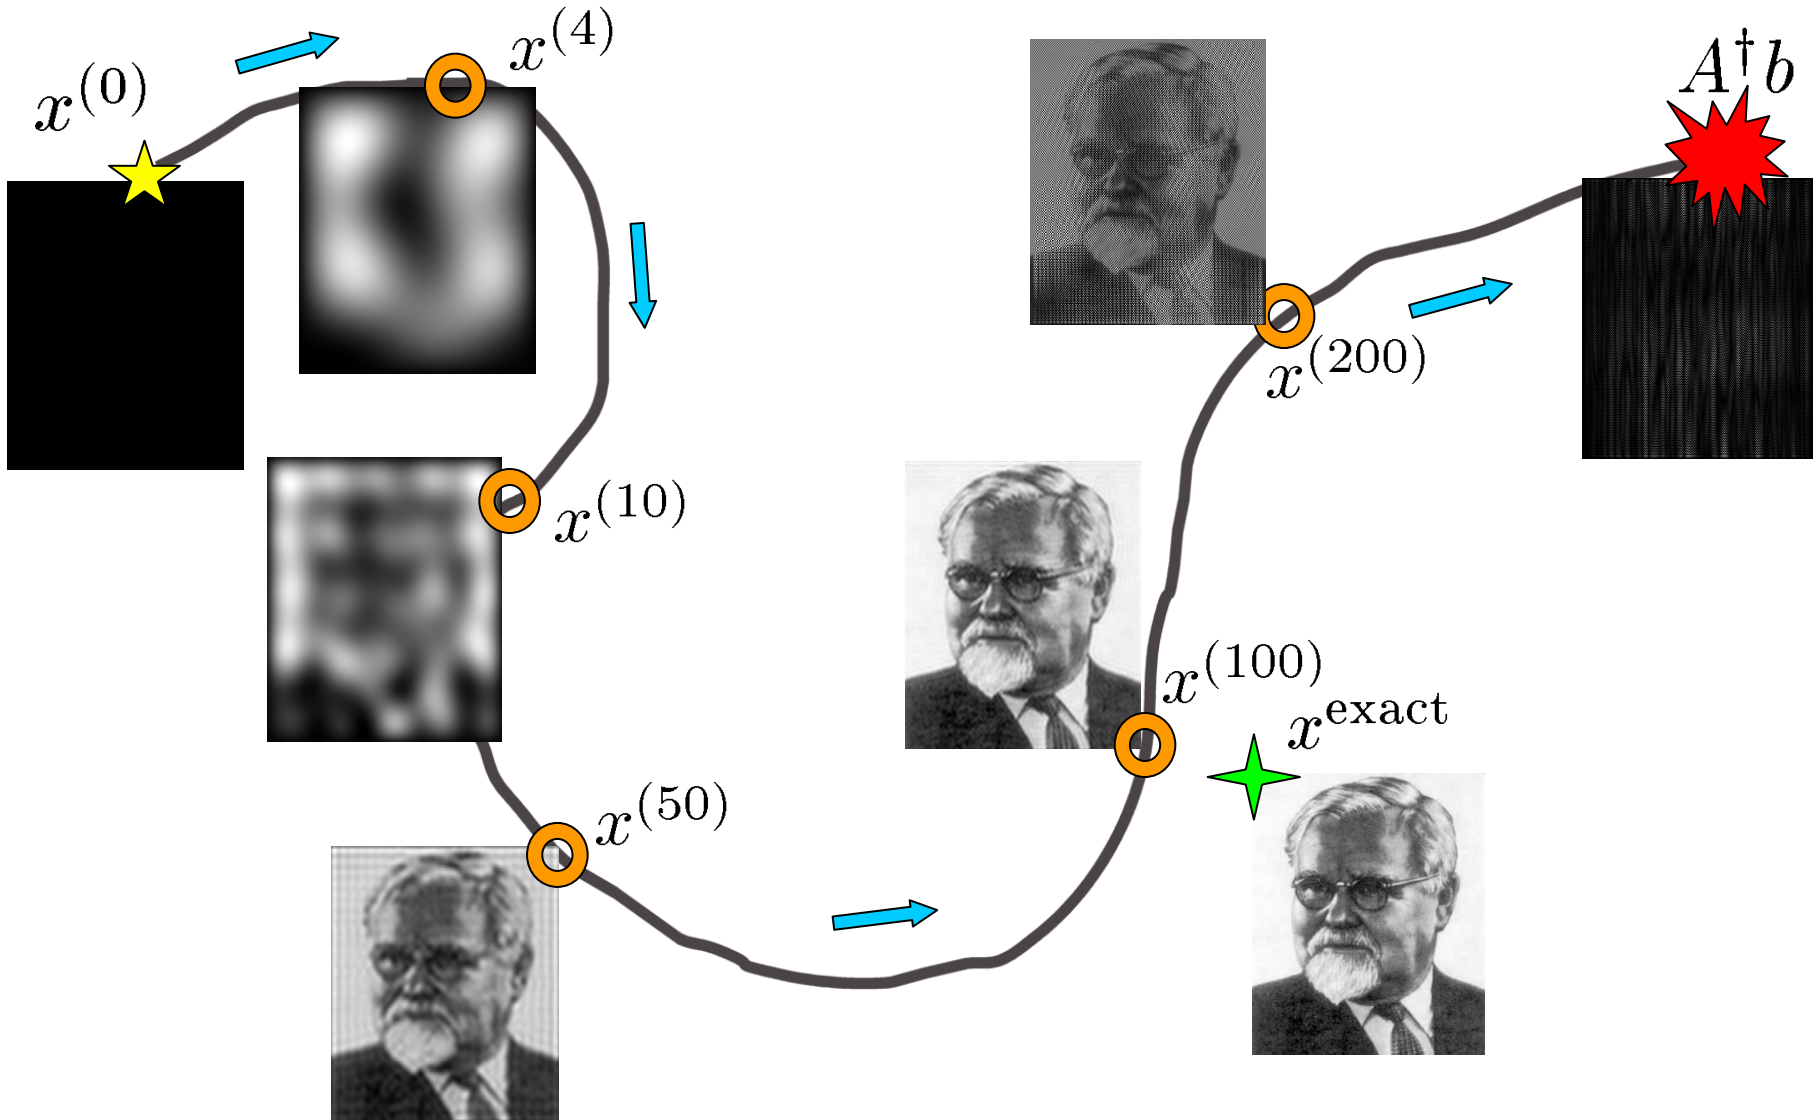 x^{(0)}
x^{(4)}
x^{(10)}
x^{(50)}
x^{(100)}
x^{exact}
x^{(200)}
A^†b